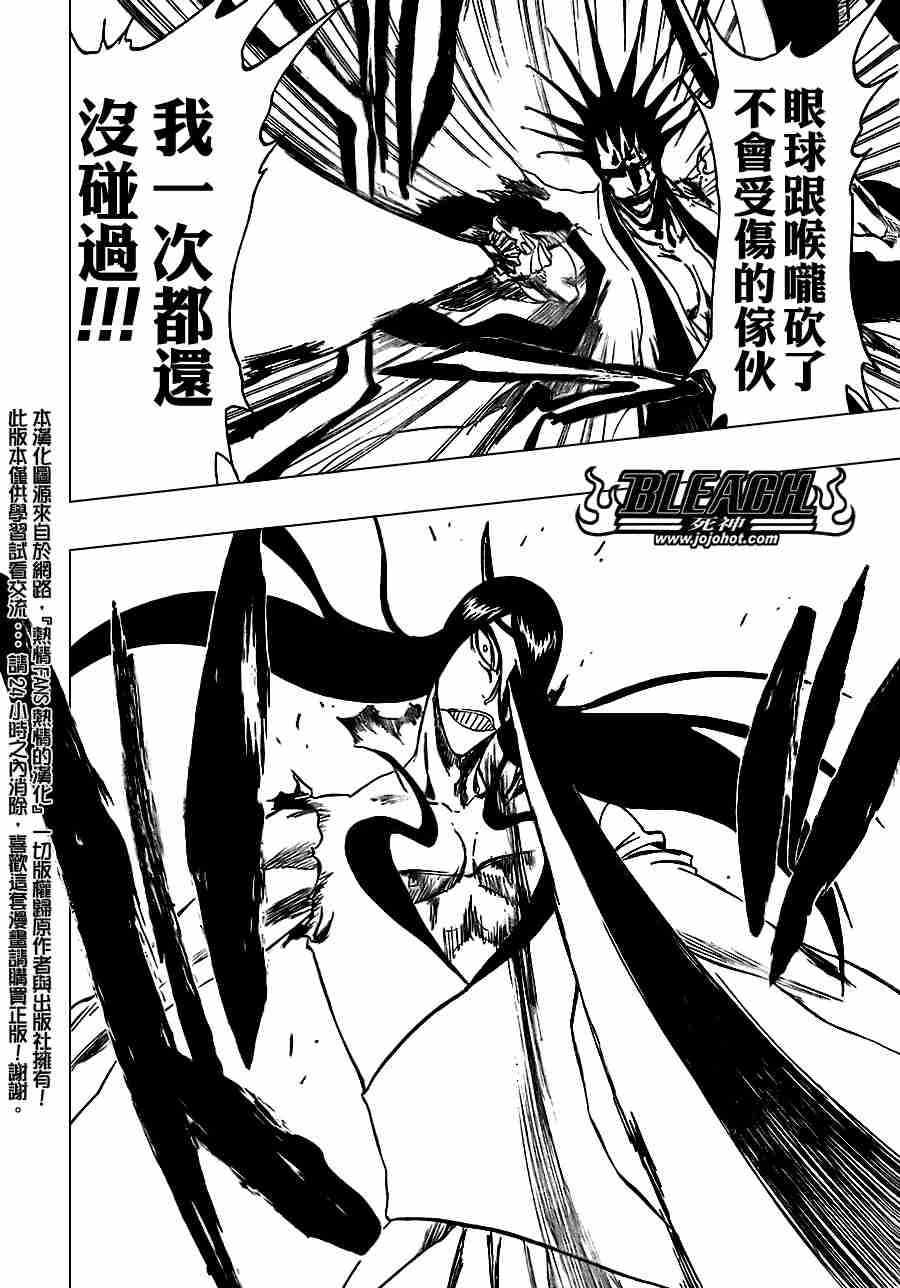 眼球跟喉嚨砍了
不會受傷的傢伙
我一次都還
沒碰過!!!
BLEACH
死神
www.jojohot.com
本漢化圖源來自於網路，『熱情FANS熱情的漢化』一切版權歸原作者與出版社擁有！
此版本僅供學習試看交流…請24小時之內消除，喜歡這套漫畫請購買正版！謝謝。